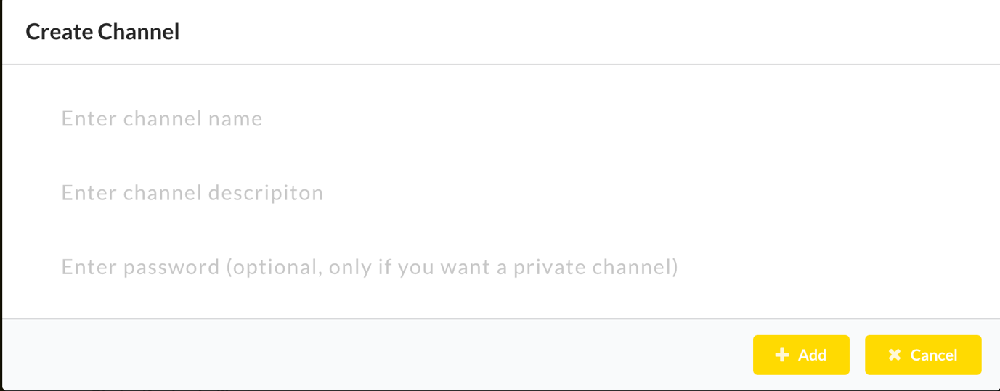 Create Channel
Enter channel name
Enter channel descripiton
Enter password (optional, only if you want a private channel)
Add
Cancel